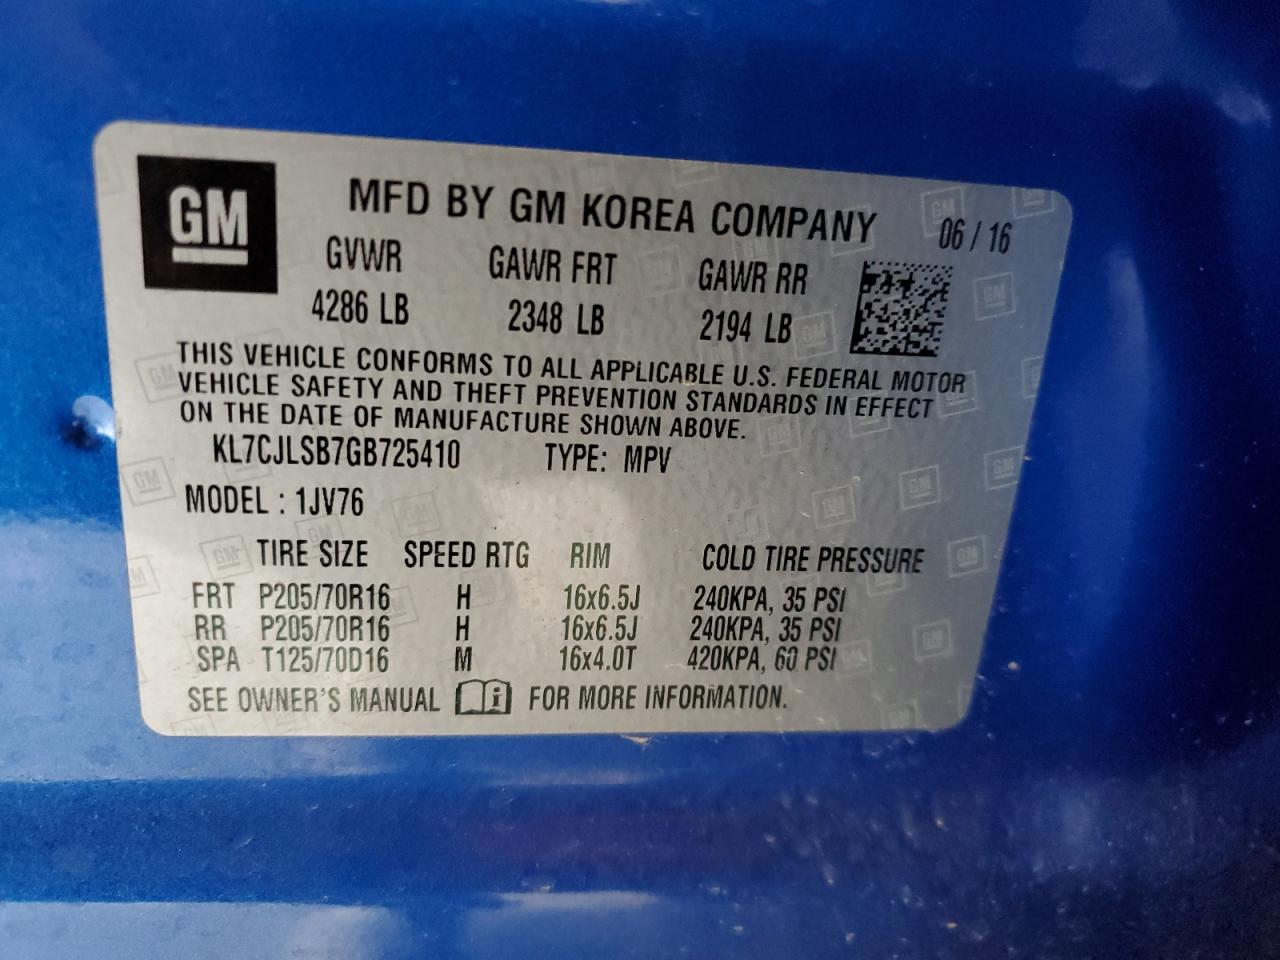 GM
MFD BY GM KOREA COMPANY 06 / 16
GVWR GAWR FRT GAWR RR
4286 LB 2348 LB 2194 LB
THIS VEHICLE CONFORMS TO ALL APPLICABLE U.S. FEDERAL MOTOR
VEHICLE SAFETY AND THEFT PREVENTION STANDARDS IN EFFECT
ON THE DATE OF MANUFACTURE SHOWN ABOVE.
KL7CJLSB7GB725410 TYPE: MPV
MODEL : 1JV76
TIRE SIZE SPEED RTG RIM COLD TIRE PRESSURE
FRT P205/70R16 H 16x6.5J 240KPA, 35 PSI
RR P205/70R16 H 16x6.5J 240KPA, 35 PSI
SPA T125/70D16 M 16x4.0T 420KPA, 60 PSI
SEE OWNER'S MANUAL i FOR MORE INFORMATION.